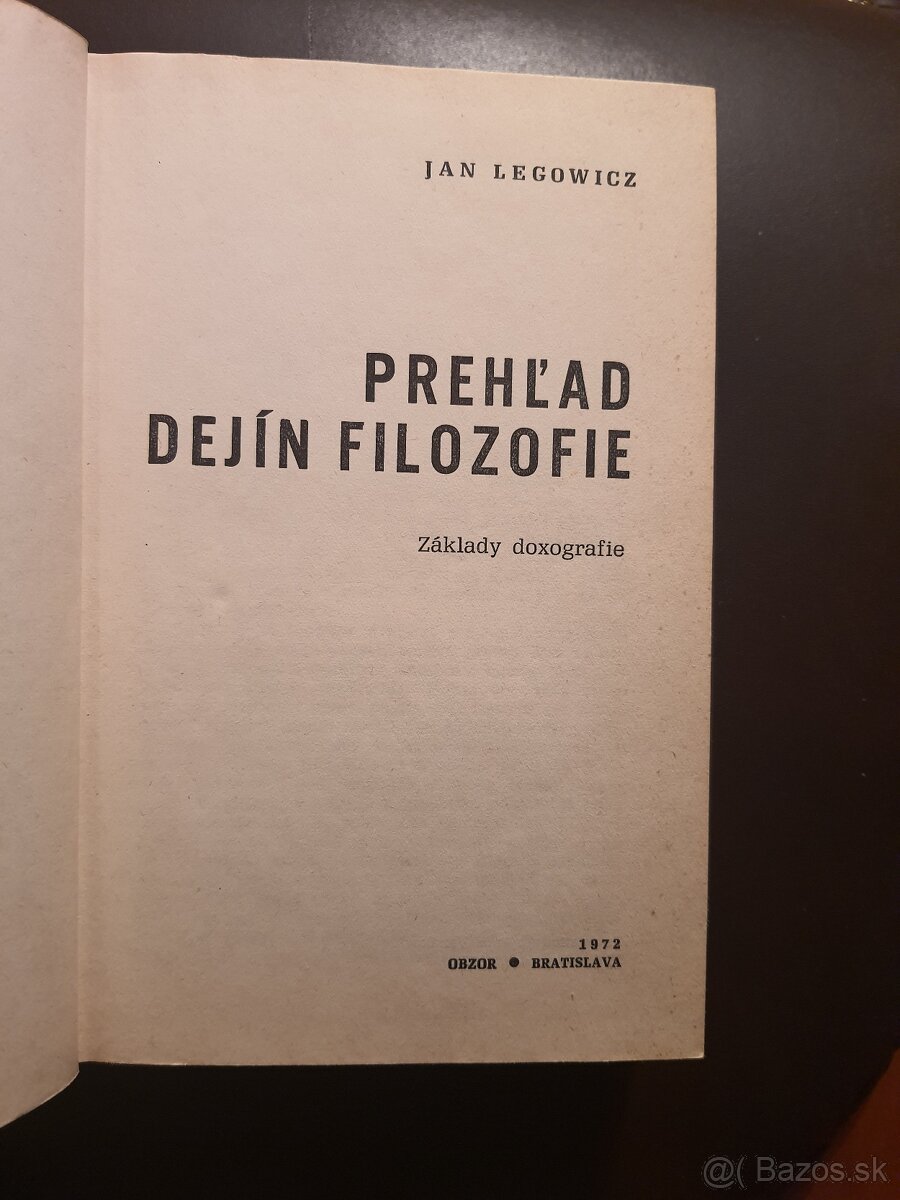 JAN LEGOWICZ
PREHĽAD
DEJÍN FILOZOFIE
Základy doxografie
1972
OBZOR ● BRATISLAVA
@( Bazos.sk